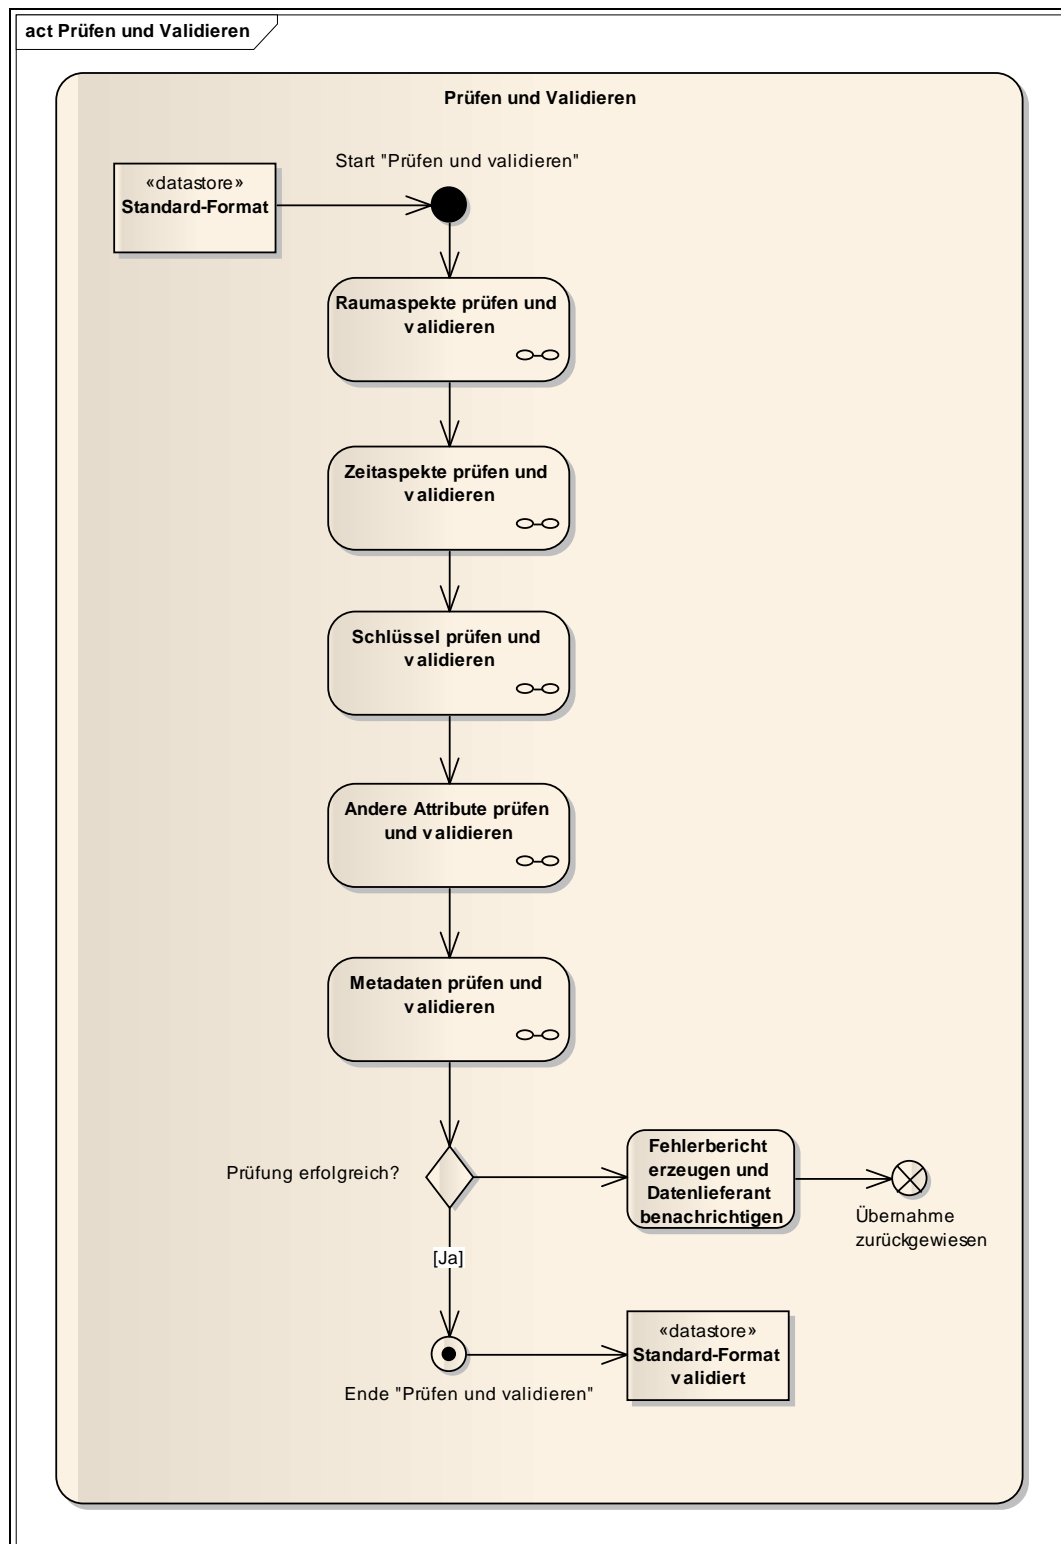 act Prüfen und Validieren
Prüfen und Validieren
Start "Prüfen und validieren"
«datastore»
Standard-Format
Raumaspekte prüfen und
validieren
Zeitaspekte prüfen und
validieren
Schlüssel prüfen und
validieren
Andere Attribute prüfen
und validieren
Metadaten prüfen und
validieren
Prüfung erfolgreich?
Fehlerbericht
erzeugen und
Datenlieferant
benachrichtigen
Übernahme
zurückgewiesen
[Ja]
«datastore»
Standard-Format
validiert
Ende "Prüfen und validieren"